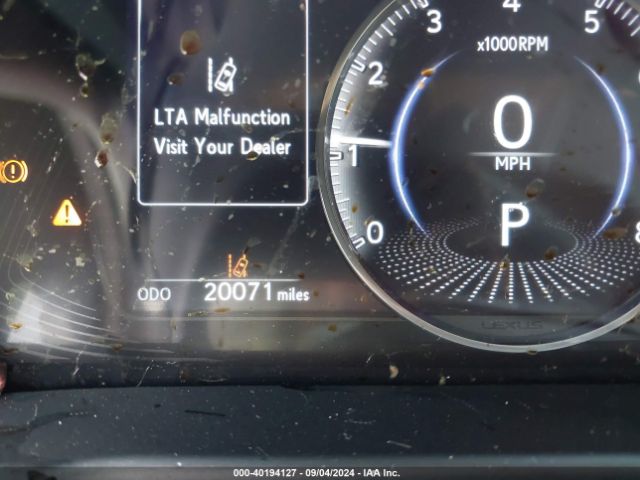 3
4
5
x1000RPM
2
LTA Malfunction
Visit Your Dealer
1
0
MPH
P
0
8
ODO 20071 miles
LEXUS
000-40194127 - 09/04/2024 - IAA Inc.